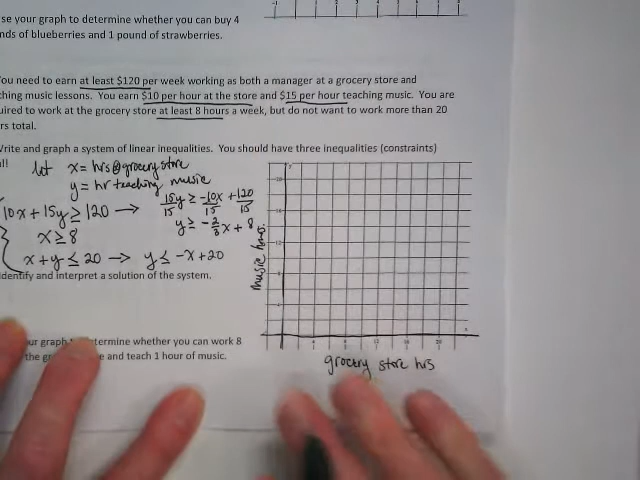 se your graph to determine whether you can buy 4
nds of blueberries and 1 pound of strawberries.
ou need to earn at least $120 per week working as both a manager at a grocery store and
ching music lessons. You earn $10 per hour at the store and $15 per hour teaching music. You are
uired to work at the grocery store at least 8 hours a week, but do not want to work more than 20
rs total.
Write and graph a system of linear inequalities. You should have three inequalities (constraints)
all!
let x = hrs @ grocery store
y = hr teaching music
10x + 15y ≥ 120 → 15y/15 ≥ -10x/15 + 120/15
y ≥ -2/3x + 8
x ≥ 8
x + y ≤ 20 → y ≤ -x + 20
Identify and interpret a solution of the system.
music hours
ur graph to determine whether you can work 8
the gr e and teach 1 hour of music.
grocery store hrs